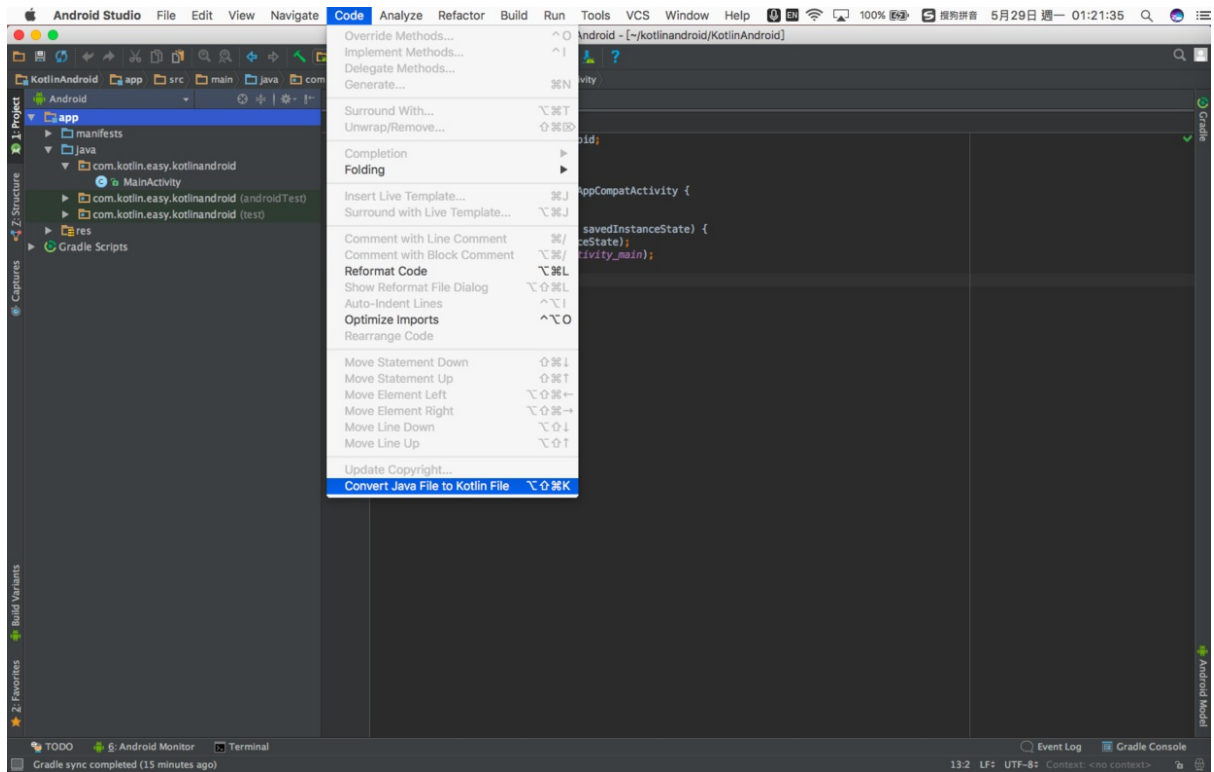 Android Studio File Edit View Navigate Code Analyze Refactor Build Run Tools VCS Window Help 100% 搜狗拼音 5月29日 週一 01:21:35
Android - [~/kotlinandroid/KotlinAndroid]
KotlinAndroid app src main java com
ivity
Android
app
manifests
java
com.kotlin.easy.kotlinandroid
MainActivity
com.kotlin.easy.kotlinandroid (androidTest)
com.kotlin.easy.kotlinandroid (test)
res
Gradle Scripts
1: Project
Z: Structure
Captures
Build Variants
2: Favorites
Override Methods... ^O
Implement Methods... ^I
Delegate Methods...
Generate... ⌘N
Surround With... ⌥⌘T
Unwrap/Remove... ⇧⌘⌦
Completion ▶
Folding ▶
Insert Live Template... ⌘J
Surround with Live Template... ⌥⌘J
Comment with Line Comment ⌘/
Comment with Block Comment ⌥⌘/
Reformat Code ⌥⌘L
Show Reformat File Dialog ⌥⇧⌘L
Auto-Indent Lines ^⌥I
Optimize Imports ^⌥O
Rearrange Code
Move Statement Down ⇧⌘↓
Move Statement Up ⇧⌘↑
Move Element Left ⌥⇧⌘←
Move Element Right ⌥⇧⌘→
Move Line Down ⌥⇧↓
Move Line Up ⌥⇧↑
Update Copyright...
Convert Java File to Kotlin File ⌥⇧⌘K
oid;
AppCompatActivity {
savedInstanceState) {
ceState);
tivity_main);
Gradle
Android Model
TODO 6: Android Monitor Terminal Event Log Gradle Console
Gradle sync completed (15 minutes ago) 13:2 LF÷ UTF-8÷ Context: <no context>